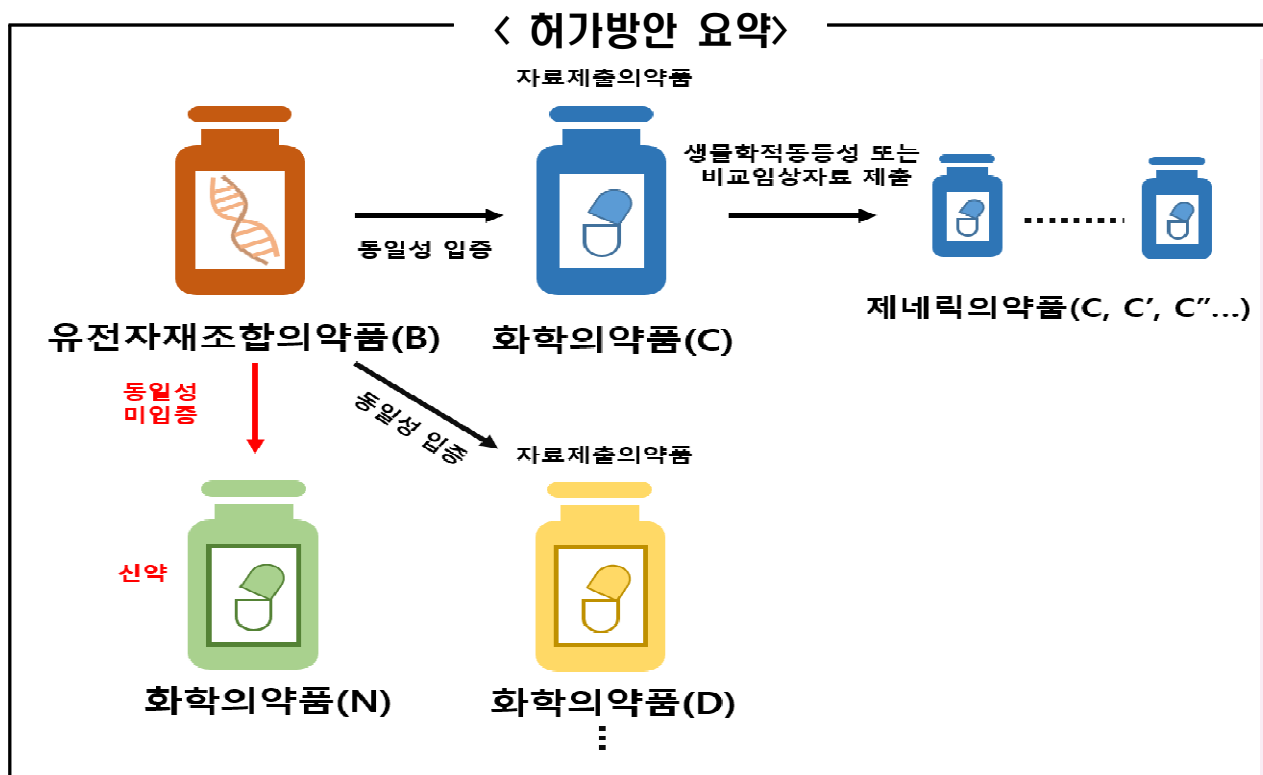 < 허가방안 요약>
자료제출의약품
생물화적동등성 또는
비교임상자료 제출
동일성 입증
유전자재조합의약품(B)
화학의약품(C)
제네릭의약품(C, C′, C″…)
동일성
미입증
동일성 입증
자료제출의약품
신약
화학의약품(N)
화학의약품(D)
⋮